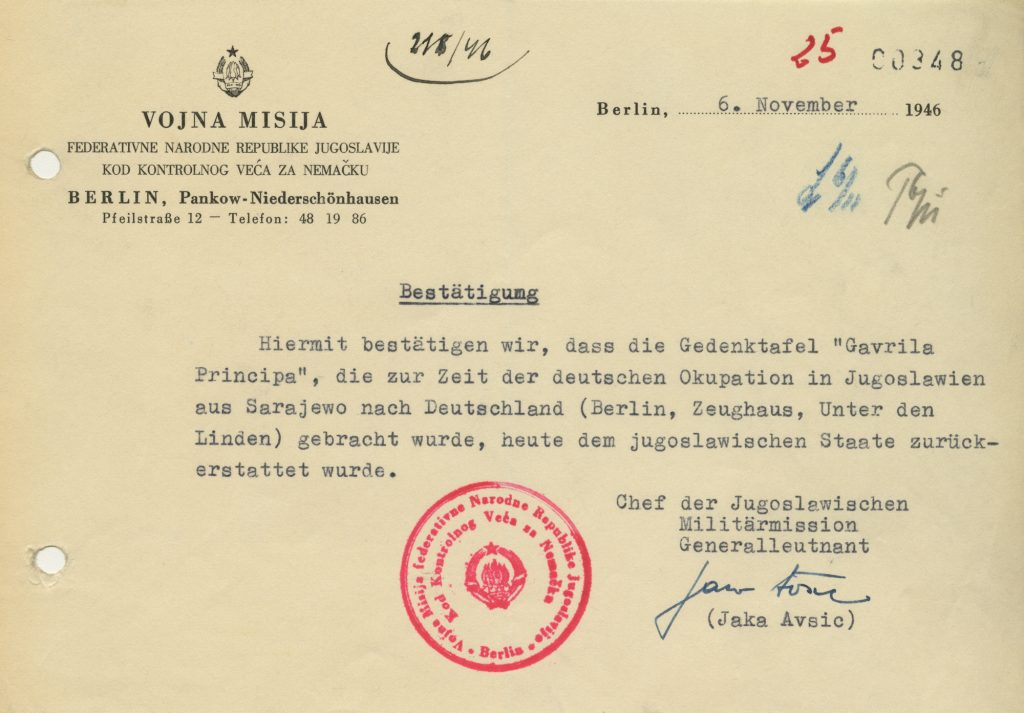 218/46
25 00348
VOJNA MISIJA
FEDERATIVNE NARODNE REPUBLIKE JUGOSLAVIJE
KOD KONTROLNOG VEĆA ZA NEMAČKU
BERLIN, Pankow-Niederschönhausen
Pfeilstraße 12 — Telefon: 48 19 86
Berlin, 6. November 1946
Bestätigung
Hiermit bestätigen wir, dass die Gedenktafel "Gavrila
Principa", die zur Zeit der deutschen Okupation in Jugoslawien
aus Sarajewo nach Deutschland (Berlin, Zeughaus, Unter den
Linden) gebracht wurde, heute dem jugoslawischen Staate zurück-
erstattet wurde.
Chef der Jugoslawischen
Militärmission
Generalleutnant
(Jaka Avsic)
Vojna Misija federativne Narodne Republike Jugoslavije
Kod Kontrolnog Veća za Nemačku
Berlin